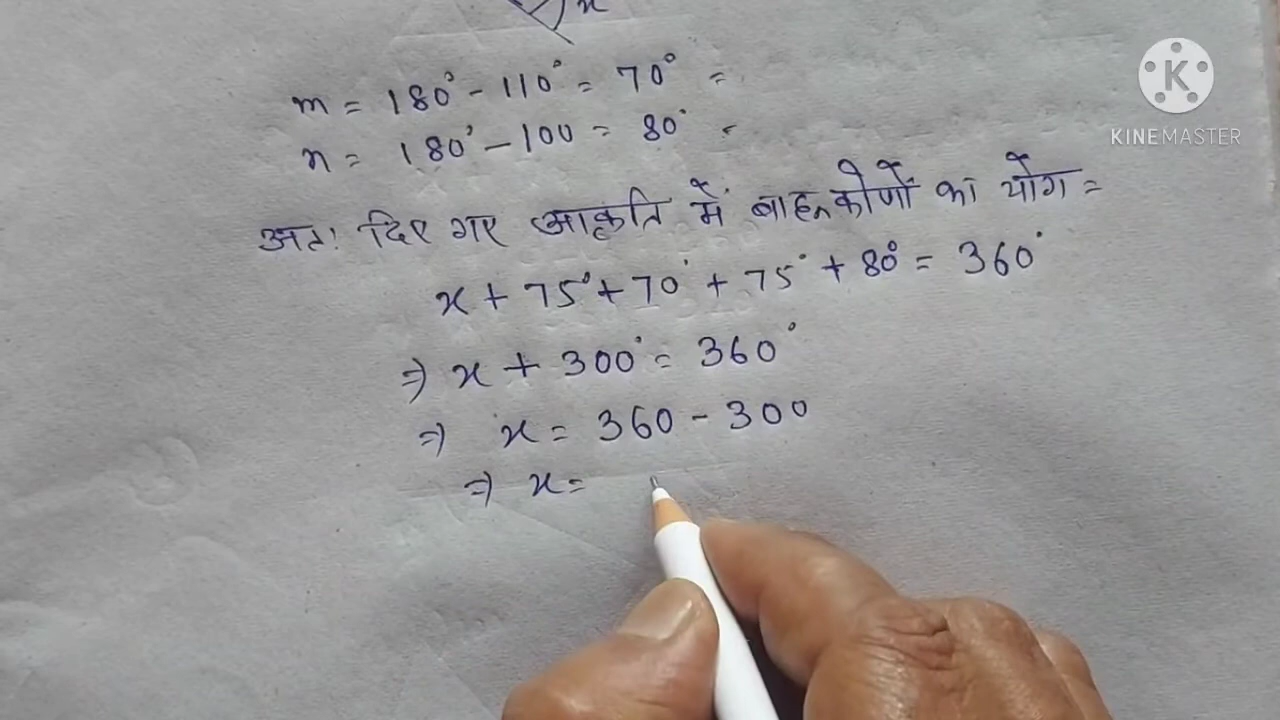 x
m = 180° - 110° = 70° =
n = 180° - 100 = 80° -
अतः दिए गए आकृति में बाह्य कोणों का योग =
x + 75° + 70° + 75° + 80° = 360°
⇒ x + 300° = 360°
⇒ x = 360 - 300
⇒ x =
K
KINEMASTER